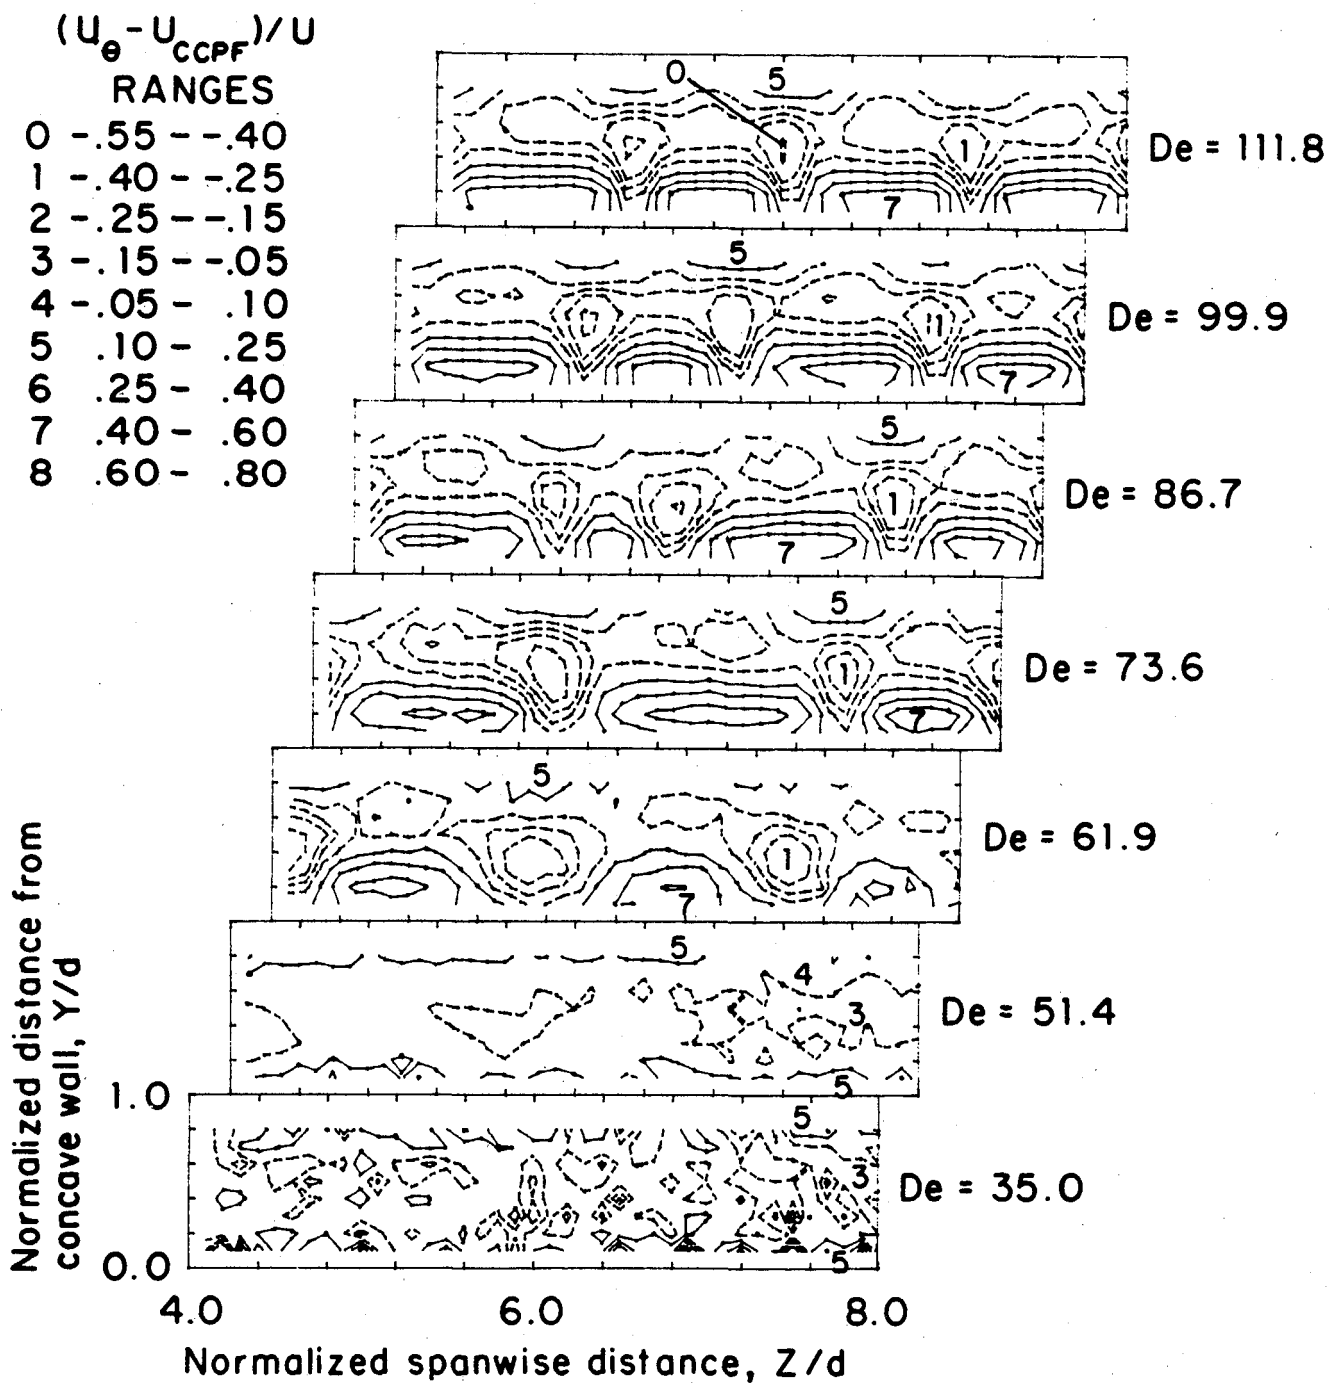 (U_θ-U_CCPF)/U
RANGES
0 -.55 - -.40
1 -.40 - -.25
2 -.25 - -.15
3 -.15 - -.05
4 -.05 - .10
5 .10 - .25
6 .25 - .40
7 .40 - .60
8 .60 - .80
0 5
1
7
De = 111.8
5
1
7
De = 99.9
5
1
7
De = 86.7
5
1
7
De = 73.6
5
1
7
De = 61.9
5
4
3
5
De = 51.4
5
3
5
De = 35.0
Normalized distance from
concave wall, Y/d
1.0
0.0
4.0 6.0 8.0
Normalized spanwise distance, Z/d